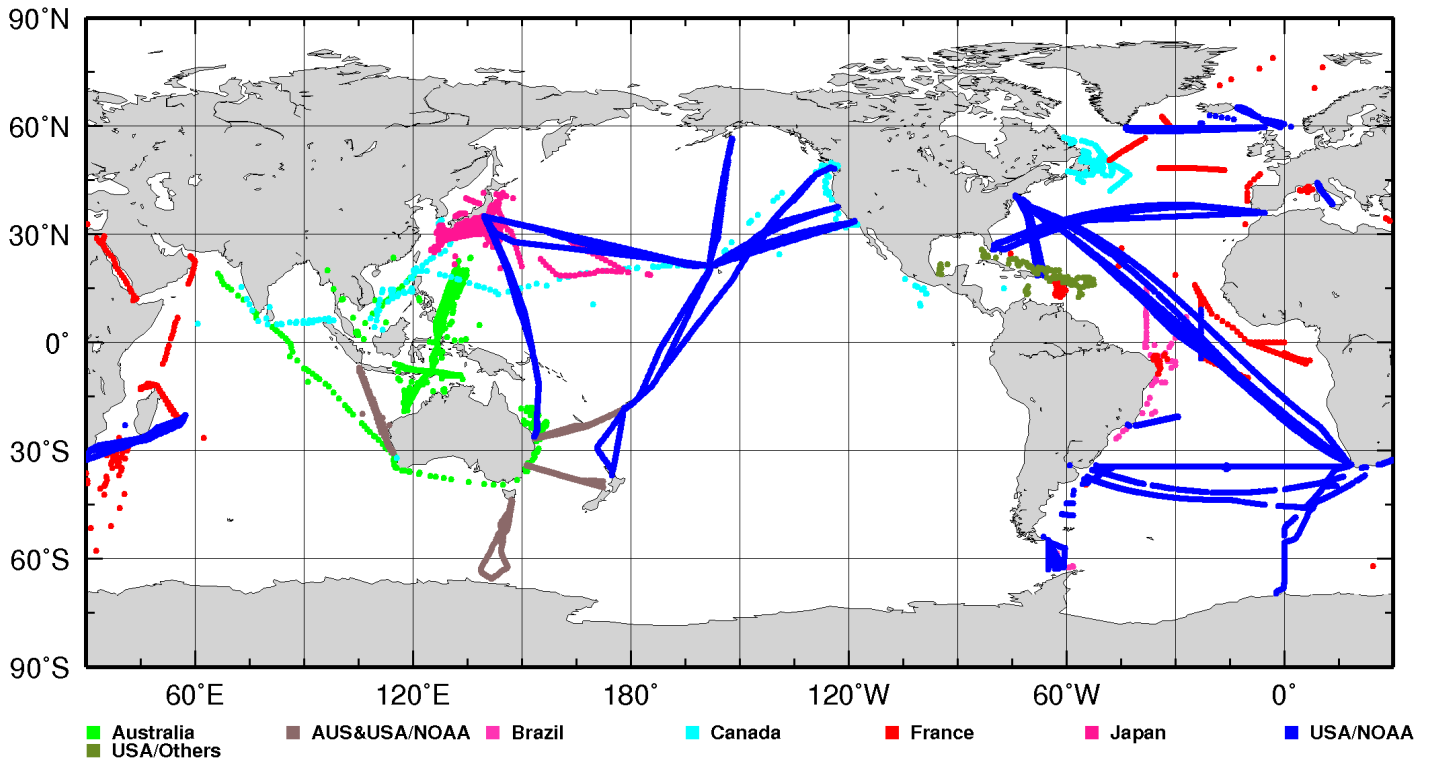 90°N
60°N
30°N
0°
30°S
60°S
90°S
60°E 120°E 180° 120°W 60°W 0°
Australia AUS&USA/NOAA Brazil Canada France Japan USA/NOAA
USA/Others